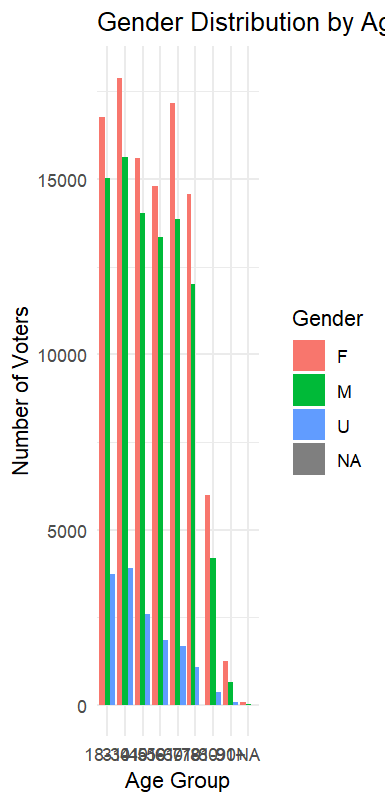 Gender Distribution by Ag
15000
10000
5000
0
Number of Voters
Age Group
Gender
F
M
U
NA